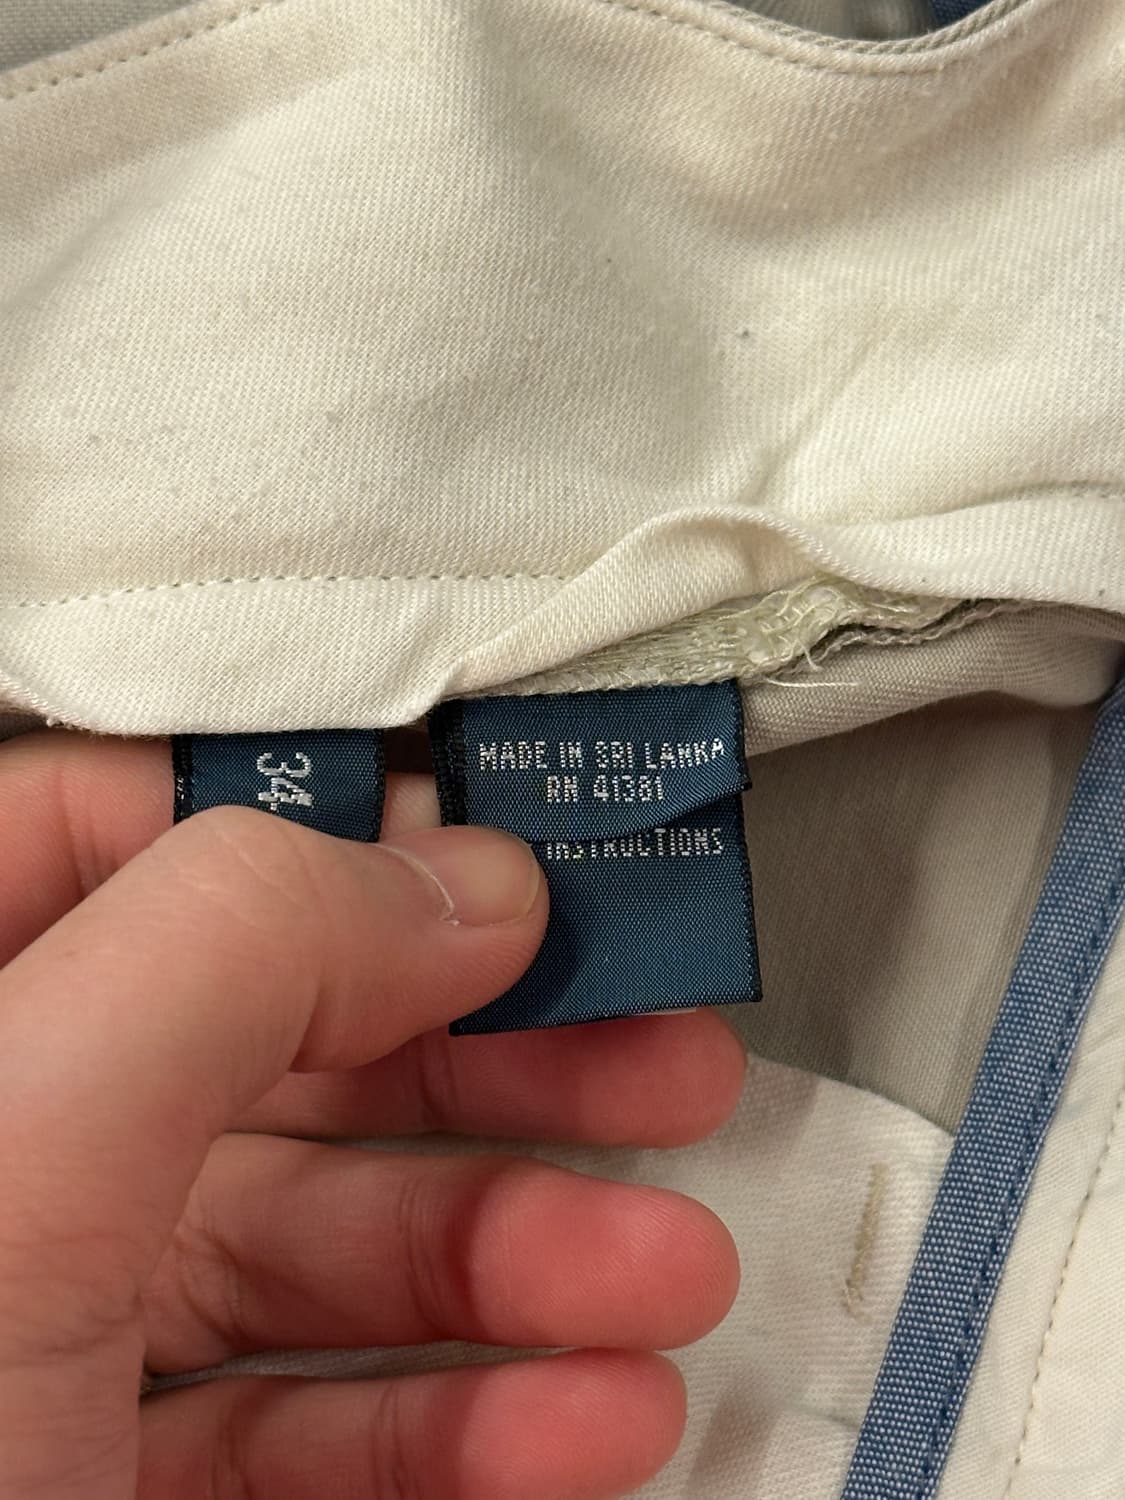 34
MADE IN SRI LANKA
RN 41381
INSTRUCTIONS